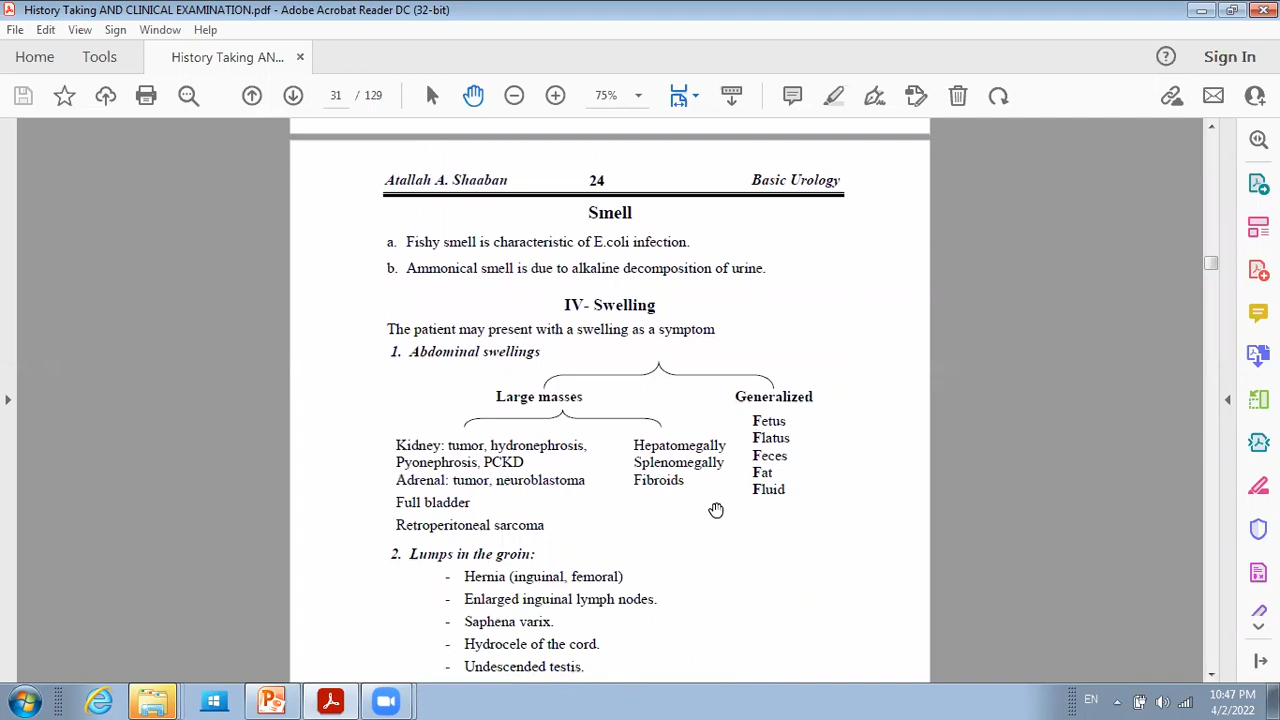 History Taking AND CLINICAL EXAMINATION.pdf - Adobe Acrobat Reader DC (32-bit)
File Edit View Sign Window Help
Home Tools History Taking AN... × Sign In
31 / 129 75%
Atallah A. Shaaban 24 Basic Urology
Smell
a. Fishy smell is characteristic of E.coli infection.
b. Ammonical smell is due to alkaline decomposition of urine.
IV- Swelling
The patient may present with a swelling as a symptom
1. Abdominal swellings
Large masses Generalized
Kidney: tumor, hydronephrosis,
Pyonephrosis, PCKD
Adrenal: tumor, neuroblastoma
Full bladder
Retroperitoneal sarcoma
Hepatomegally
Splenomegally
Fibroids
Fetus
Flatus
Feces
Fat
Fluid
2. Lumps in the groin:
- Hernia (inguinal, femoral)
- Enlarged inguinal lymph nodes.
- Saphena varix.
- Hydrocele of the cord.
- Undescended testis.
EN 10:47 PM
4/2/2022